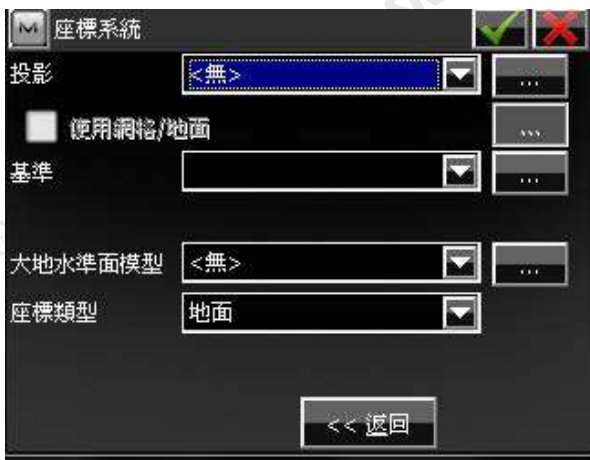 座標系統
投影 <無> ...
使用網格/地面 ...
基準 ...
大地水準面模型 <無> ...
座標類型 地面
<< 返回